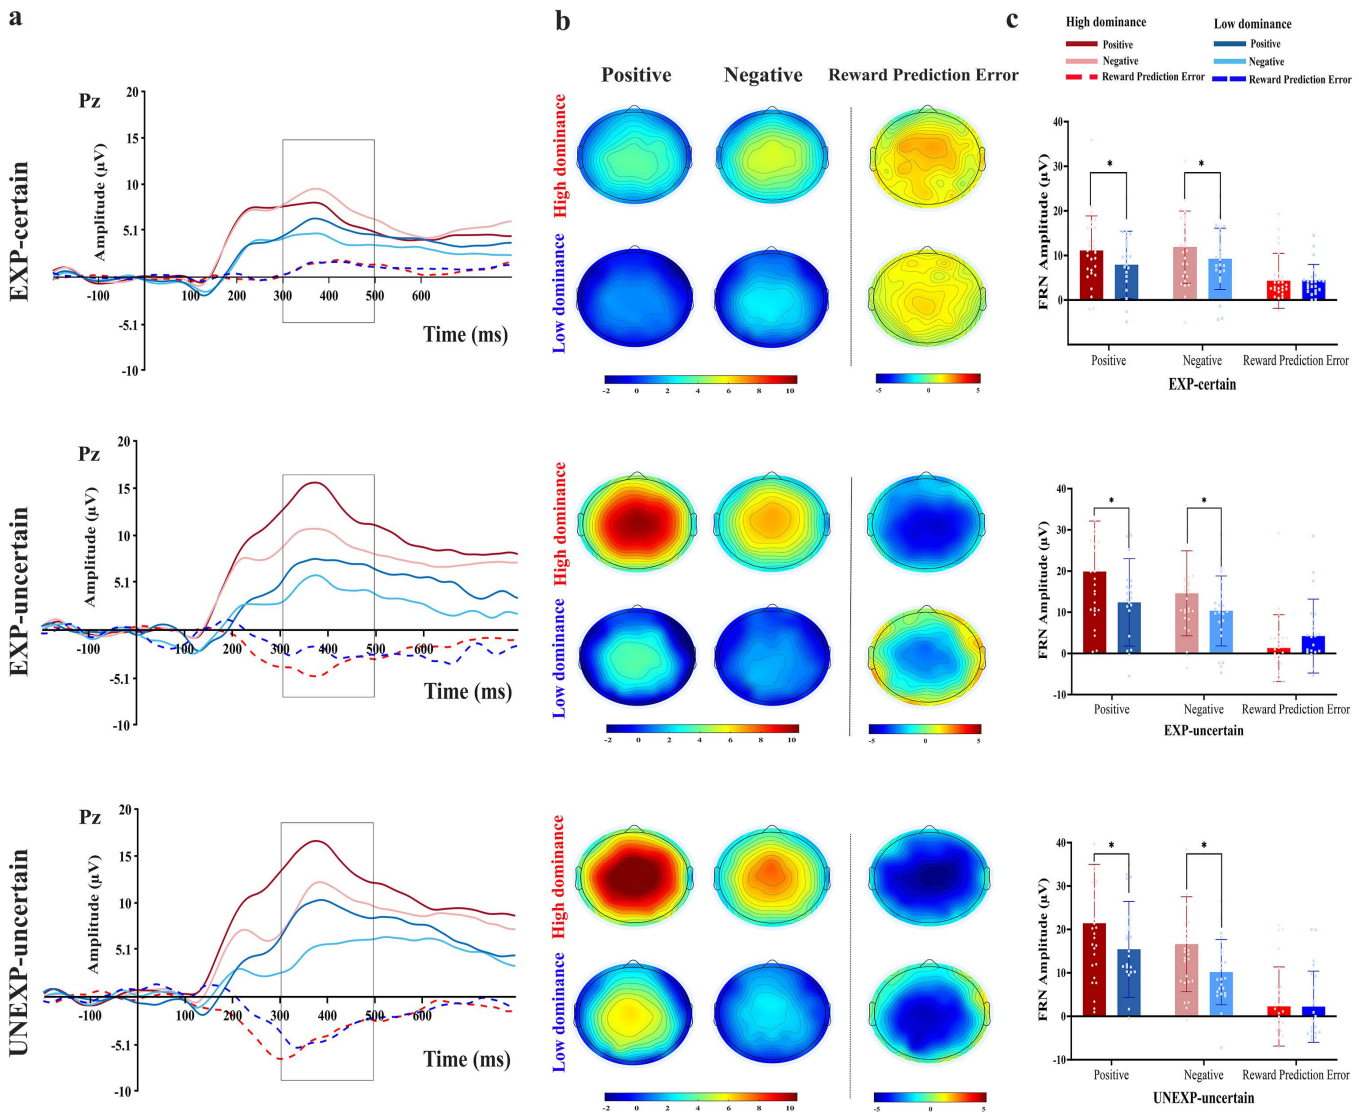 a
b
c
High dominance
Positive
Negative
Reward Prediction Error
Low dominance
Positive
Negative
Reward Prediction Error
EXP-certain
Pz
Amplitude (µV)
20
15
10
5.1
-5.1
-10
-100
100
200
300
400
500
600
Time (ms)
Positive
Negative
Reward Prediction Error
High dominance
Low dominance
-2
0
2
4
6
8
10
-5
0
5
FRN Amplitude (µV)
40
30
20
10
0
*
*
Positive
Negative
Reward Prediction Error
EXP-certain
EXP-uncertain
Pz
Amplitude (µV)
20
15
10
5.1
-5.1
-10
-100
100
200
300
400
500
600
Time (ms)
High dominance
Low dominance
-2
0
2
4
6
8
10
-5
0
5
FRN Amplitude (µV)
40
30
20
10
0
-10
*
*
Positive
Negative
Reward Prediction Error
EXP-uncertain
UNEXP-uncertain
Pz
Amplitude (µV)
20
15
10
5.1
-5.1
-10
-100
100
200
300
400
500
600
Time (ms)
High dominance
Low dominance
-2
0
2
4
6
8
10
-5
0
5
FRN Amplitude (µV)
40
30
20
10
0
-10
*
*
Positive
Negative
Reward Prediction Error
UNEXP-uncertain